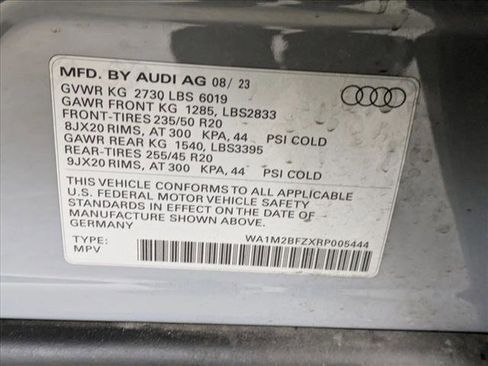 MFD. BY AUDI AG 08/ 23
GVWR KG 2730 LBS 6019
GAWR FRONT KG 1285, LBS2833
FRONT-TIRES 235/50 R20
8JX20 RIMS, AT 300 KPA, 44 PSI COLD
GAWR REAR KG 1540, LBS3395
REAR-TIRES 255/45 R20
9JX20 RIMS, AT 300 KPA, 44 PSI COLD
THIS VEHICLE CONFORMS TO ALL APPLICABLE
U.S. FEDERAL MOTOR VEHICLE SAFETY
STANDARDS IN EFFECT ON THE DATE OF
MANUFACTURE SHOWN ABOVE.
GERMANY
TYPE: WA1M2BFZXRP005444
MPV